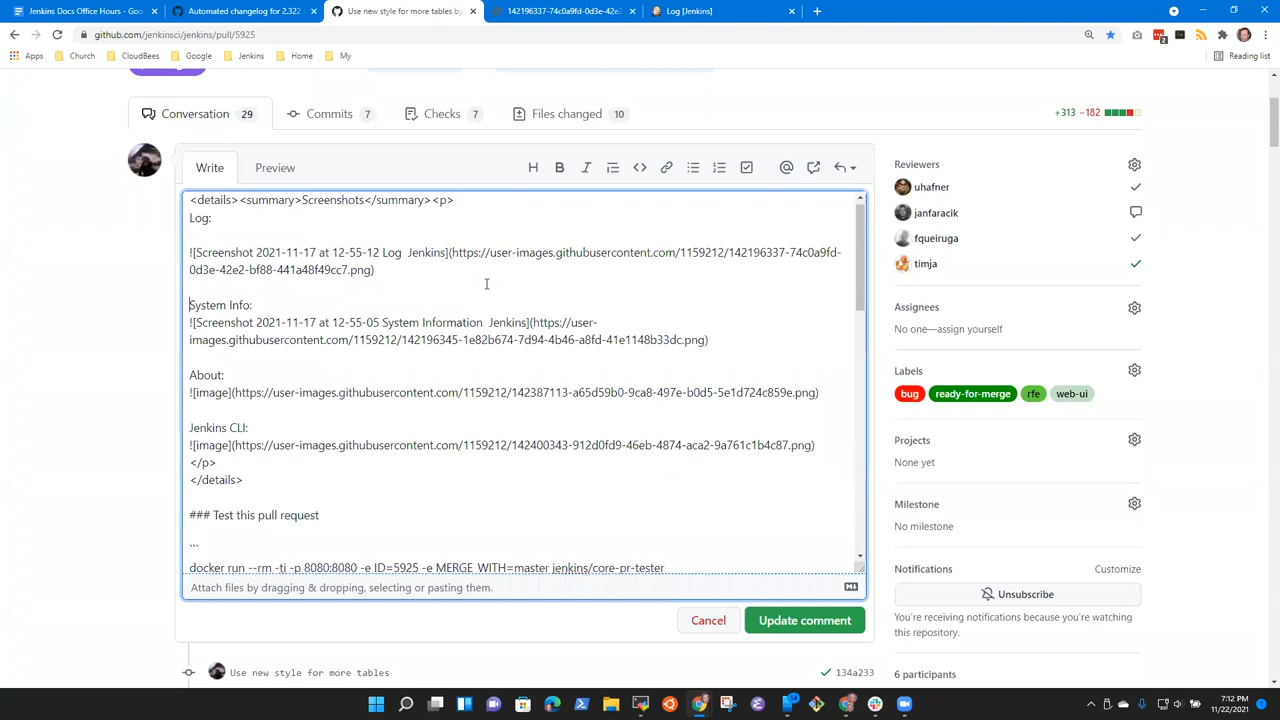 Jenkins Docs Office Hours - Goo
Automated changelog for 2.322
Use new style for more tables by
142196337-74c0a9fd-0d3e-42e2
Log [Jenkins]
github.com/jenkinsci/jenkins/pull/5925
2
Apps
Church
CloudBees
Google
Jenkins
Home
My
Reading list
Conversation 29
Commits 7
Checks 7
Files changed 10
+313 −182
Write
Preview
<details><summary>Screenshots</summary><p>
Log:
![Screenshot 2021-11-17 at 12-55-12 Log  Jenkins](https://user-images.githubusercontent.com/1159212/142196337-74c0a9fd-
0d3e-42e2-bf88-441a48f49cc7.png)
System Info:
![Screenshot 2021-11-17 at 12-55-05 System Information  Jenkins](https://user-
images.githubusercontent.com/1159212/142196345-1e82b674-7d94-4b46-a8fd-41e1148b33dc.png)
About:
![image](https://user-images.githubusercontent.com/1159212/142387113-a65d59b0-9ca8-497e-b0d5-5e1d724c859e.png)
Jenkins CLI:
![image](https://user-images.githubusercontent.com/1159212/142400343-912d0fd9-46eb-4874-aca2-9a761c1b4c87.png)
</p>
</details>
### Test this pull request
```
docker run --rm -ti -p 8080:8080 -e ID=5925 -e MERGE_WITH=master jenkins/core-pr-tester
Attach files by dragging & dropping, selecting or pasting them.
Cancel
Update comment
Use new style for more tables
134a233
Reviewers
uhafner
janfaracik
fqueiruga
timja
Assignees
No one—assign yourself
Labels
bug
ready-for-merge
rfe
web-ui
Projects
None yet
Milestone
No milestone
Notifications
Customize
Unsubscribe
You're receiving notifications because you're watching
this repository.
6 participants
7:12 PM
11/22/2021